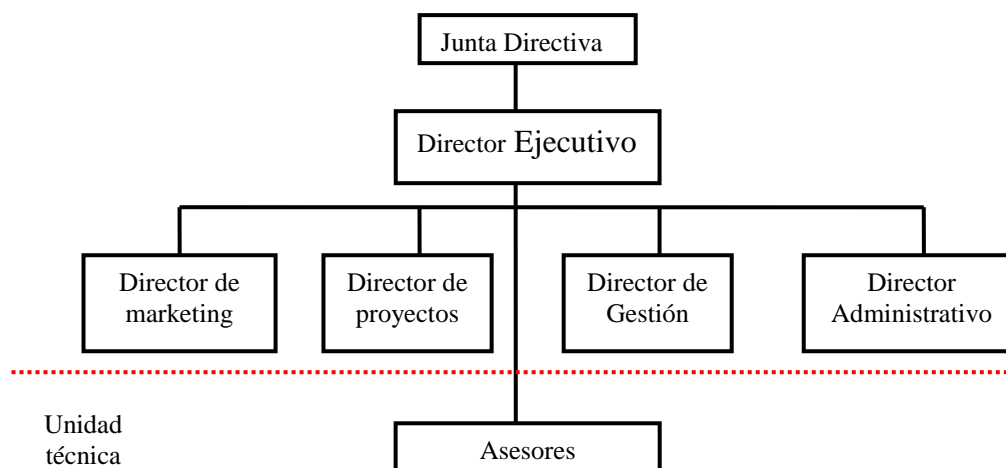 Junta Directiva
Director Ejecutivo
Director de
marketing
Director de
proyectos
Director de
Gestión
Director
Administrativo
Unidad
técnica
Asesores